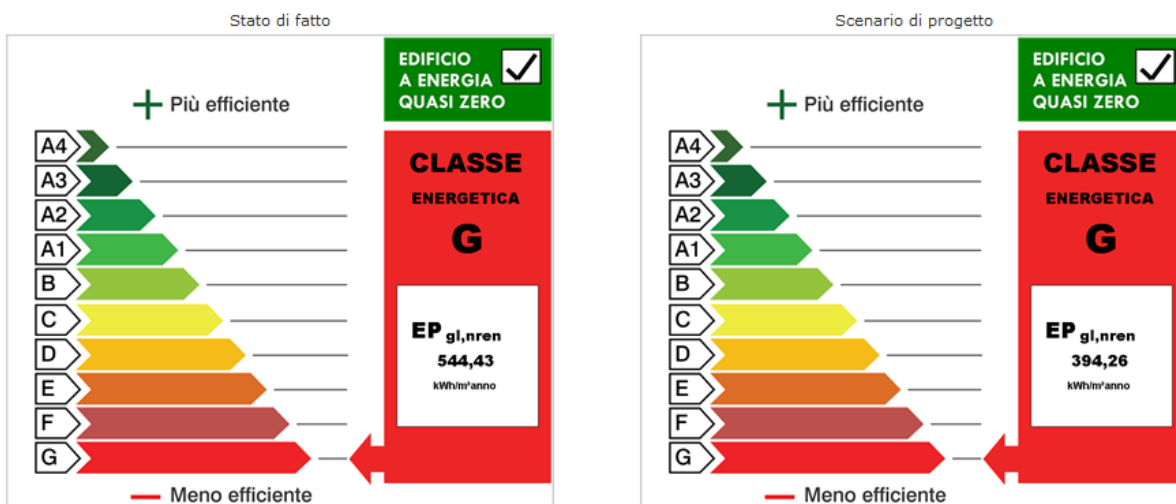 Stato di fatto
EDIFICIO
A ENERGIA
QUASI ZERO
+ Più efficiente
A4
A3
A2
A1
B
C
D
E
F
G
— Meno efficiente
CLASSE
ENERGETICA
G
EP gl,nren
544,43
kWh/m²anno
Scenario di progetto
EDIFICIO
A ENERGIA
QUASI ZERO
+ Più efficiente
A4
A3
A2
A1
B
C
D
E
F
G
— Meno efficiente
CLASSE
ENERGETICA
G
EP gl,nren
394,26
kWh/m²anno